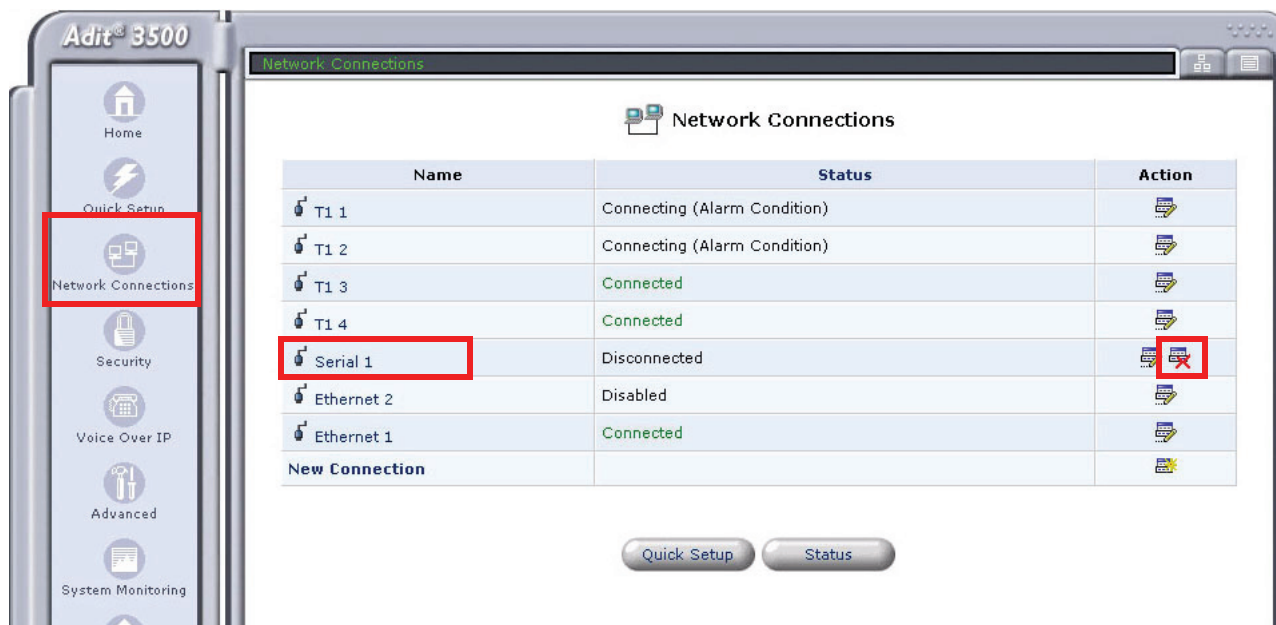 Adit® 3500
Network Connections
Home
Quick Setup
Network Connections
Security
Voice Over IP
Advanced
System Monitoring
Network Connections
Name Status Action
T1 1 Connecting (Alarm Condition)
T1 2 Connecting (Alarm Condition)
T1 3 Connected
T1 4 Connected
Serial 1 Disconnected
Ethernet 2 Disabled
Ethernet 1 Connected
New Connection
Quick Setup Status